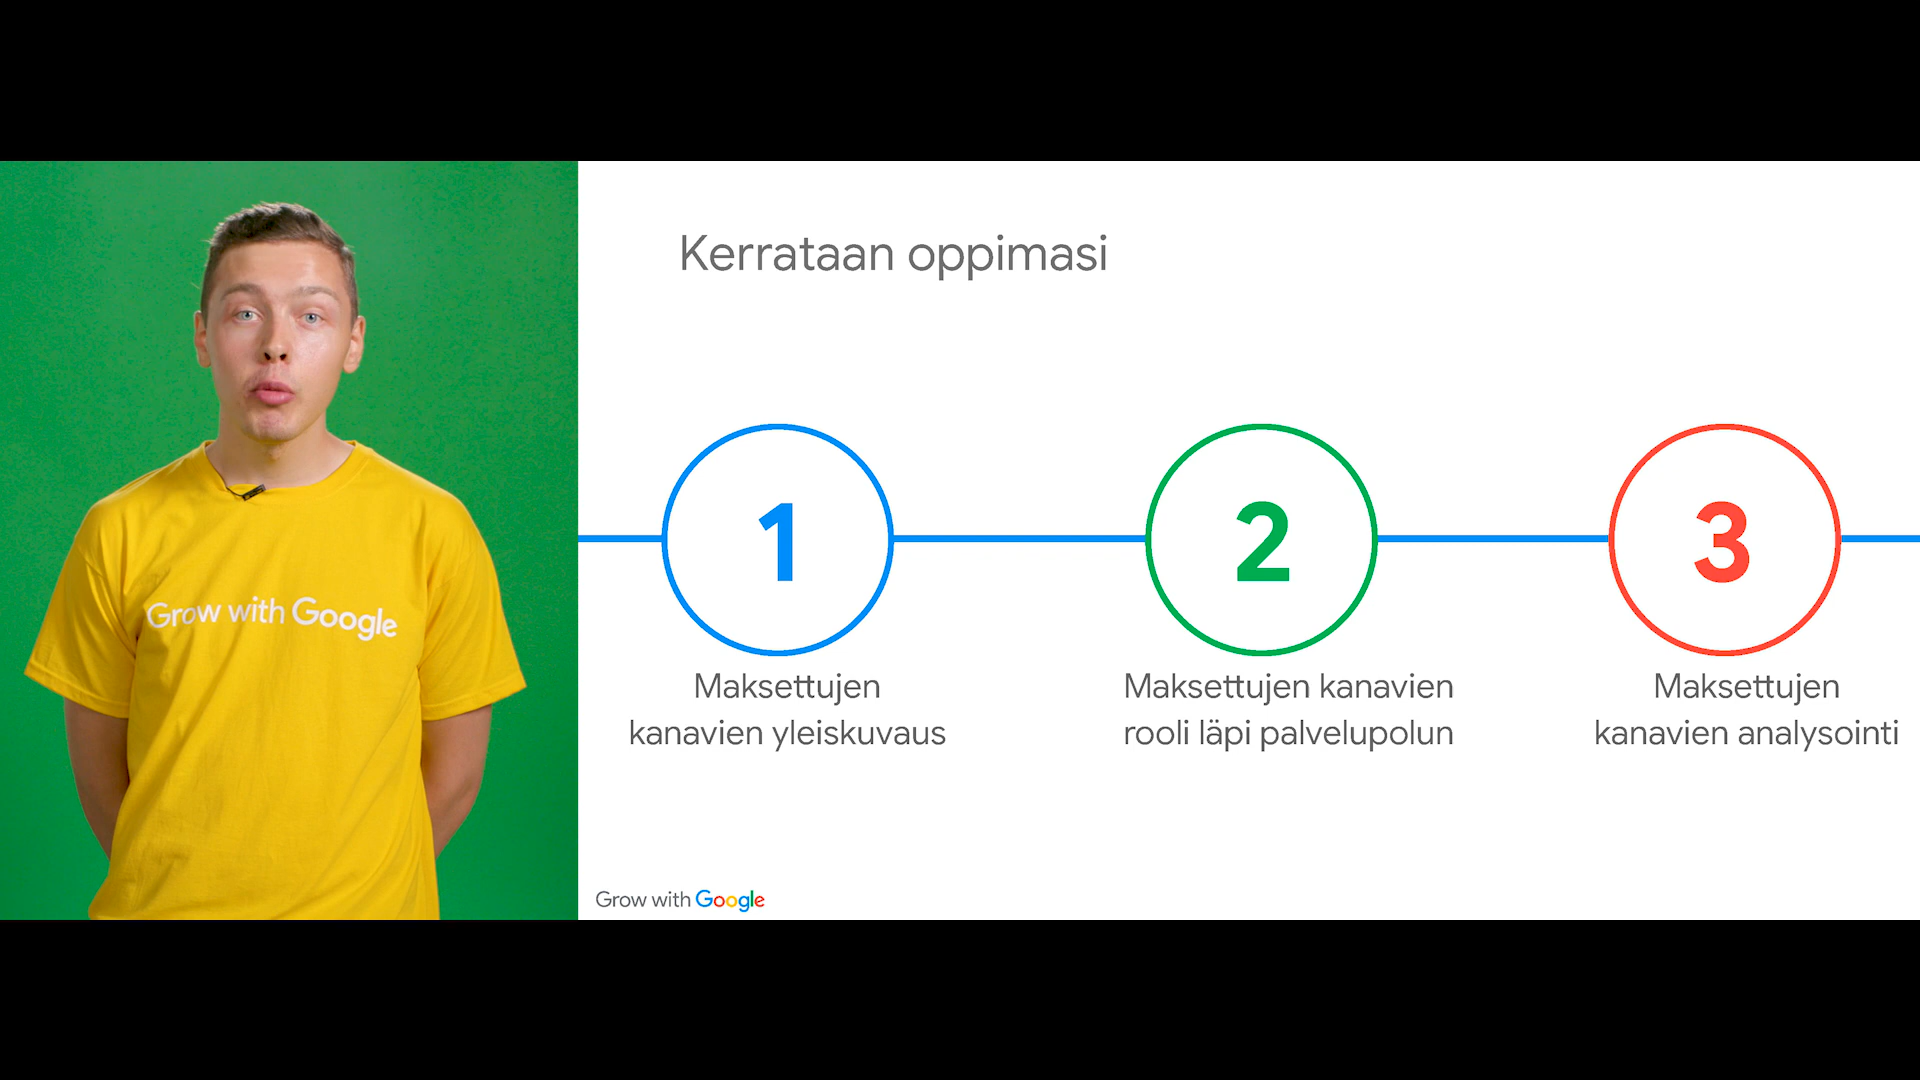 Kerrataan oppimasi
1
2
3
Maksettujen
kanavien yleiskuvaus
Maksettujen kanavien
rooli läpi palvelupolun
Maksettujen
kanavien analysointi
Grow with Google
Grow with Google